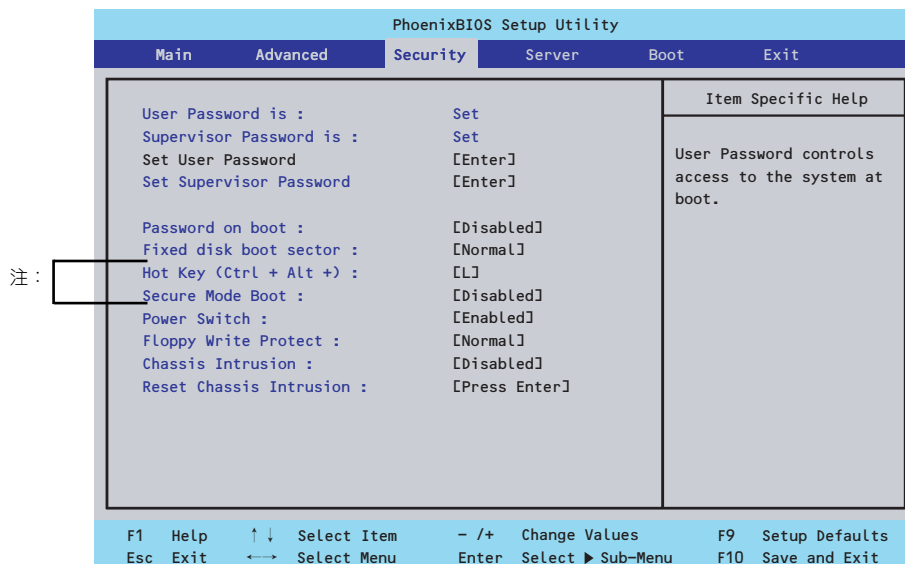 PhoenixBIOS Setup Utility
Main Advanced Security Server Boot Exit
User Password is : Set
Supervisor Password is : Set
Set User Password [Enter]
Set Supervisor Password [Enter]
Password on boot : [Disabled]
Fixed disk boot sector : [Normal]
Hot Key (Ctrl + Alt +) : [L]
Secure Mode Boot : [Disabled]
Power Switch : [Enabled]
Floppy Write Protect : [Normal]
Chassis Intrusion : [Disabled]
Reset Chassis Intrusion : [Press Enter]
Item Specific Help
User Password controls
access to the system at
boot.
注：
F1 Help ↑↓ Select Item – /+ Change Values F9 Setup Defaults
Esc Exit ←→ Select Menu Enter Select ▶ Sub-Menu F10 Save and Exit